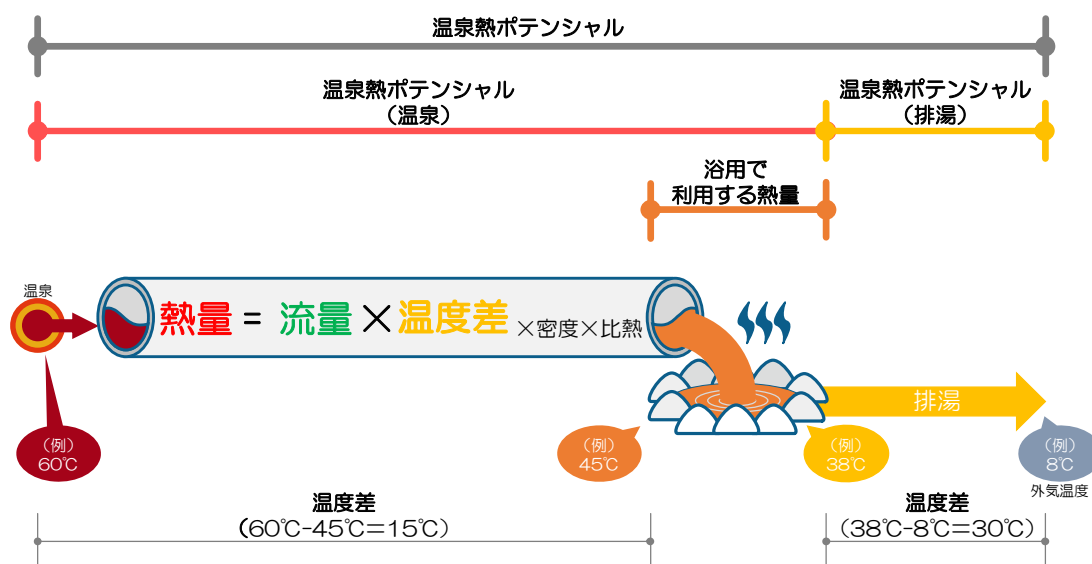 温泉熱ポテンシャル
温泉熱ポテンシャル
（温泉）
温泉熱ポテンシャル
（排湯）
浴用で
利用する熱量
温泉
熱量 = 流量 × 温度差 ×密度×比熱
排湯
（例）
60℃
（例）
45℃
（例）
38℃
（例）
8℃
外気温度
温度差
（60℃-45℃＝15℃）
温度差
（38℃-8℃＝30℃）